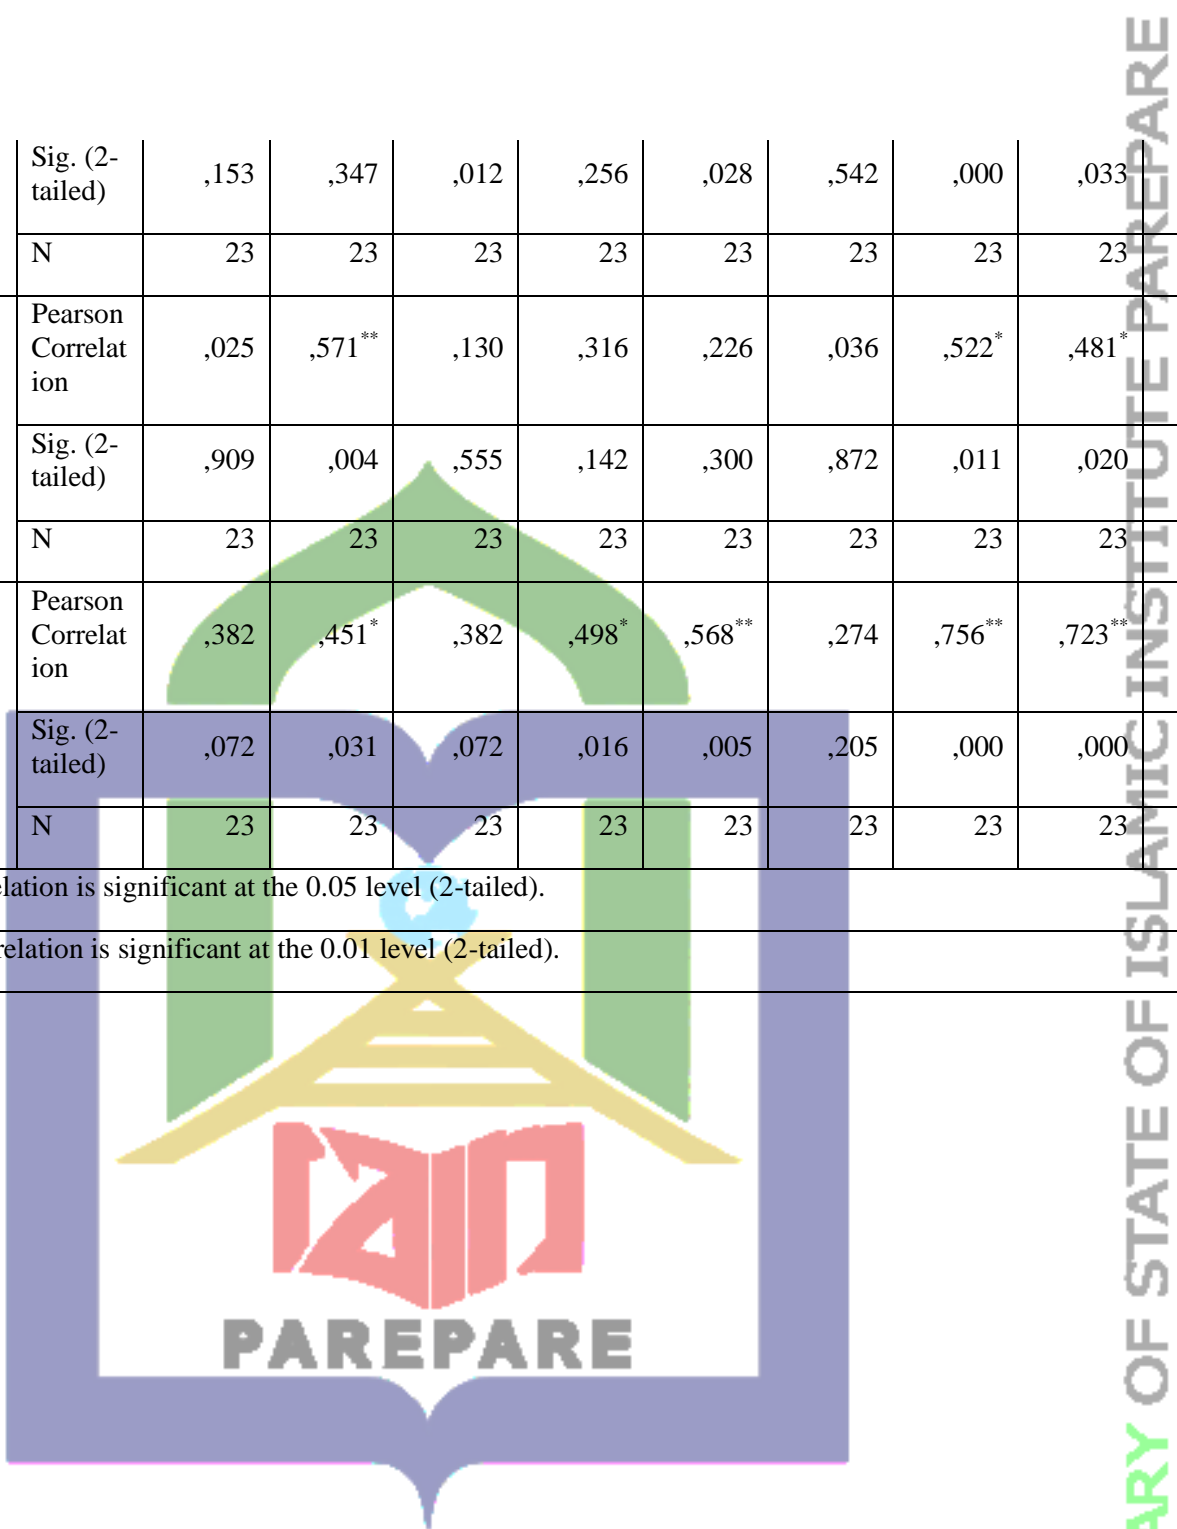 Sig. (2-
tailed) ,153 ,347 ,012 ,256 ,028 ,542 ,000 ,033
N 23 23 23 23 23 23 23 23
Pearson
Correlat
ion ,025 ,571** ,130 ,316 ,226 ,036 ,522* ,481*
Sig. (2-
tailed) ,909 ,004 ,555 ,142 ,300 ,872 ,011 ,020
N 23 23 23 23 23 23 23 23
Pearson
Correlat
ion ,382 ,451* ,382 ,498* ,568** ,274 ,756** ,723**
Sig. (2-
tailed) ,072 ,031 ,072 ,016 ,005 ,205 ,000 ,000
N 23 23 23 23 23 23 23 23
elation is significant at the 0.05 level (2-tailed).
relation is significant at the 0.01 level (2-tailed).
iain
PAREPARE
ARY OF STATE OF ISLAMIC INSTITUTE PAREPARE